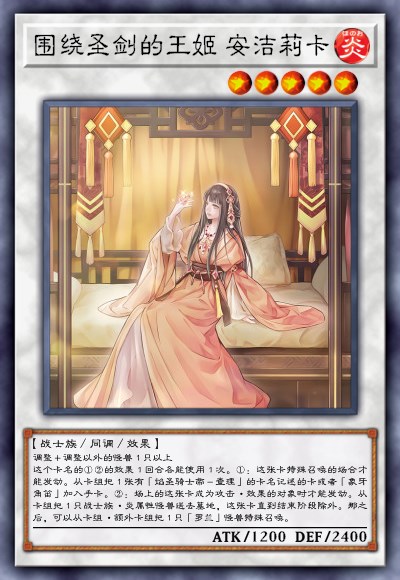 围绕圣剑的王姬 安洁莉卡
ほのお
炎
【战士族／同调／效果】
调整＋调整以外的怪兽1只以上
这个卡名的①②的效果1回合各能使用1次。①：这张卡特殊召唤的场合才
能发动。从卡组把1张有「焰圣骑士帝－查理」的卡名记述的卡或者「象牙
角笛」加入手卡。②：场上的这张卡成为攻击·效果的对象时才能发动。从
卡组把1只战士族·炎属性怪兽送去墓地，这张卡直到结束阶段除外。那之
后，可以从卡组·额外卡组把1只「罗兰」怪兽特殊召唤。
ATK/1200 DEF/2400